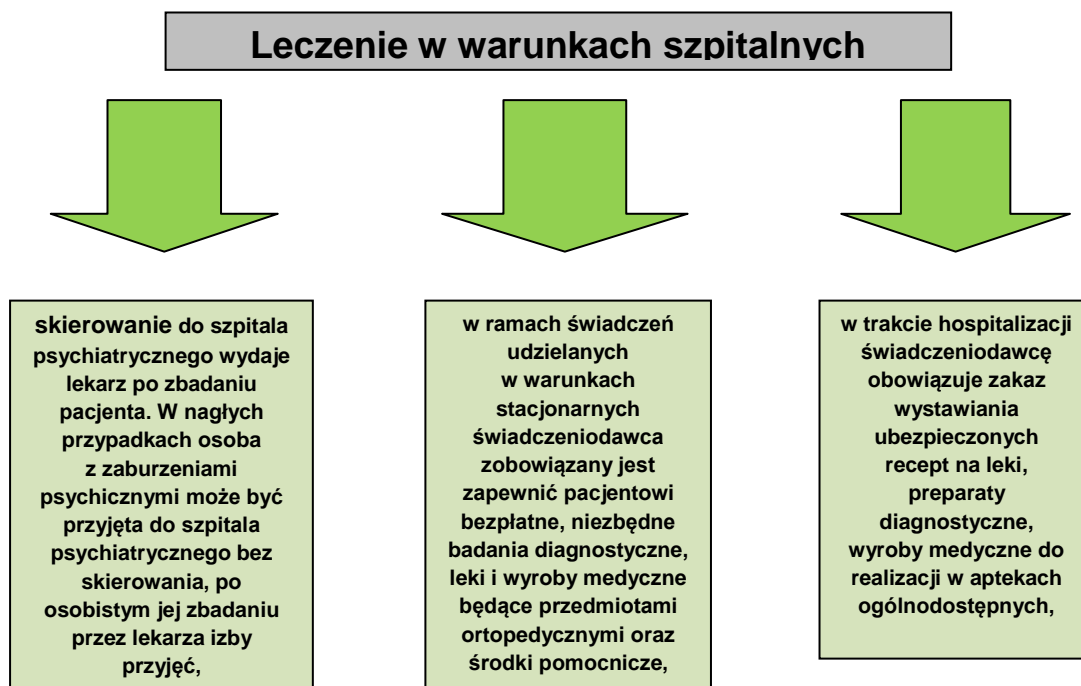 Leczenie w warunkach szpitalnych
skierowanie do szpitala
psychiatrycznego wydaje
lekarz po zbadaniu
pacjenta. W nagłych
przypadkach osoba
z zaburzeniami
psychicznymi może być
przyjęta do szpitala
psychiatrycznego bez
skierowania, po
osobistym jej zbadaniu
przez lekarza izby
przyjęć,
w ramach świadczeń
udzielanych
w warunkach
stacjonarnych
świadczeniodawca
zobowiązany jest
zapewnić pacjentowi
bezpłatne, niezbędne
badania diagnostyczne,
leki i wyroby medyczne
będące przedmiotami
ortopedycznymi oraz
środki pomocnicze,
w trakcie hospitalizacji
świadczeniodawcę
obowiązuje zakaz
wystawiania
ubezpieczonych
recept na leki,
preparaty
diagnostyczne,
wyroby medyczne do
realizacji w aptekach
ogólnodostępnych,